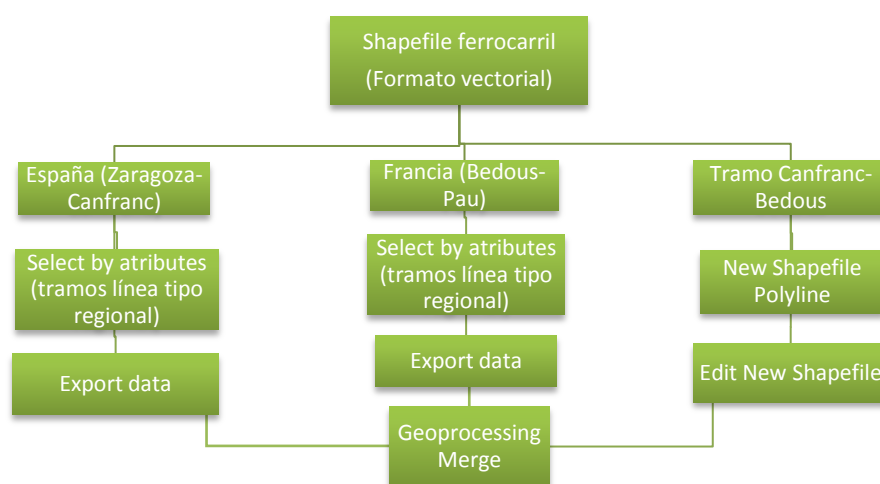 Shapefile ferrocarril
(Formato vectorial)
España (Zaragoza-
Canfranc)
Francia (Bedous-
Pau)
Tramo Canfranc-
Bedous
Select by atributes
(tramos línea tipo
regional)
Select by atributes
(tramos línea tipo
regional)
New Shapefile
Polyline
Export data
Export data
Edit New Shapefile
Geoprocessing
Merge